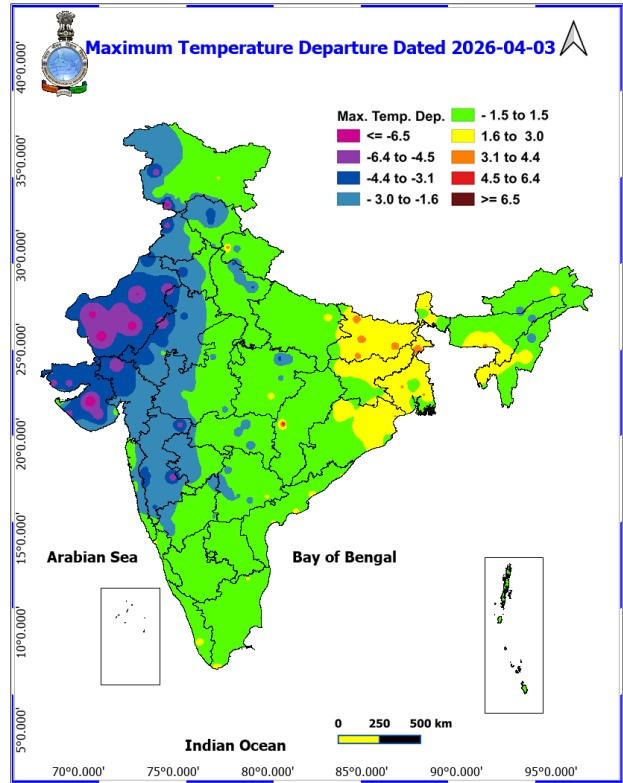 Maximum Temperature Departure Dated 2026-04-03
Max. Temp. Dep.
<= -6.5
-6.4 to -4.5
-4.4 to -3.1
- 3.0 to -1.6
- 1.5 to 1.5
1.6 to 3.0
3.1 to 4.4
4.5 to 6.4
>= 6.5
40°0.000'
35°0.000'
30°0.000'
25°0.000'
20°0.000'
15°0.000'
10°0.000'
5°0.000'
Arabian Sea
Bay of Bengal
Indian Ocean
0 250 500 km
70°0.000' 75°0.000' 80°0.000' 85°0.000' 90°0.000' 95°0.000'